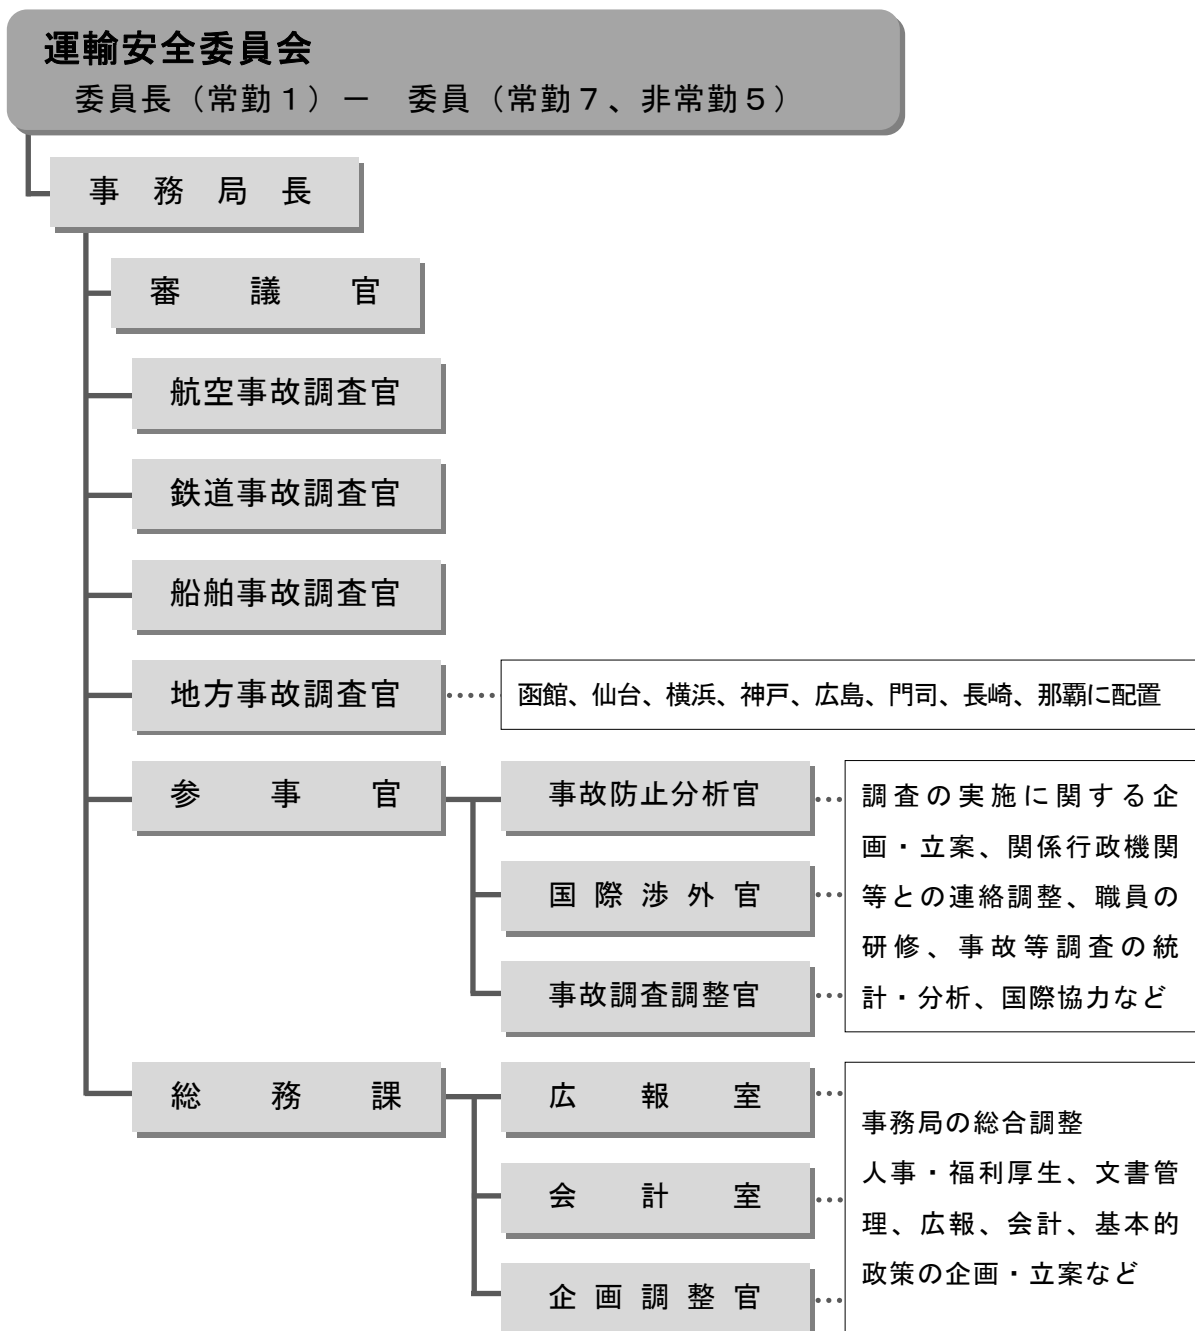 運輸安全委員会
委員長（常勤１）－　委員（常勤７、非常勤５）
事務局長
審議官
航空事故調査官
鉄道事故調査官
船舶事故調査官
地方事故調査官
函館、仙台、横浜、神戸、広島、門司、長崎、那覇に配置
参事官
事故防止分析官
国際渉外官
事故調査調整官
調査の実施に関する企
画・立案、関係行政機関
等との連絡調整、職員の
研修、事故等調査の統
計・分析、国際協力など
総務課
広報室
会計室
企画調整官
事務局の総合調整
人事・福利厚生、文書管
理、広報、会計、基本的
政策の企画・立案など